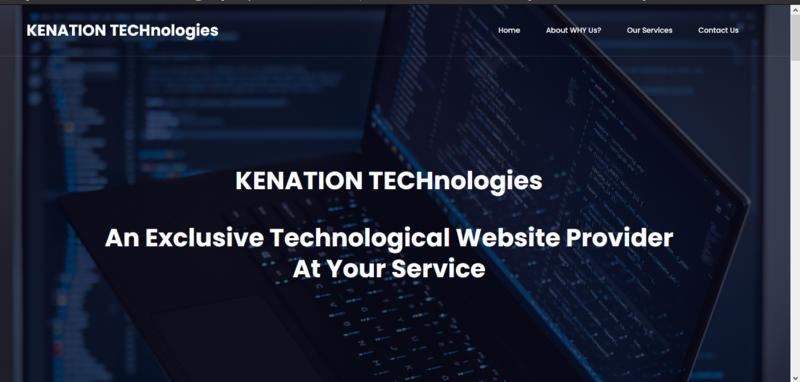 KENATION TECHnologies
Home
About WHY Us?
Our Services
Contact Us
KENATION TECHnologies
An Exclusive Technological Website Provider
At Your Service